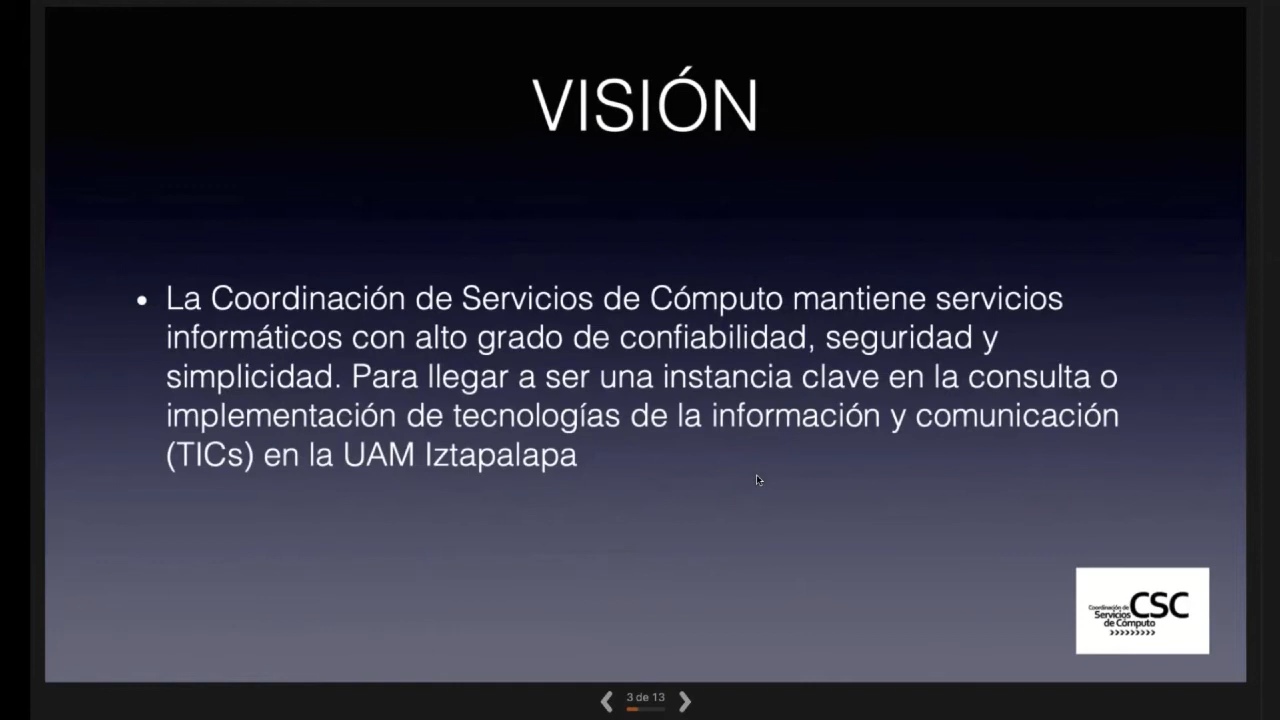 VISIÓN
• La Coordinación de Servicios de Cómputo mantiene servicios
informáticos con alto grado de confiabilidad, seguridad y
simplicidad. Para llegar a ser una instancia clave en la consulta o
implementación de tecnologías de la información y comunicación
(TICs) en la UAM Iztapalapa
Coordinación de
Servicios
de Cómputo
CSC
3 de 13